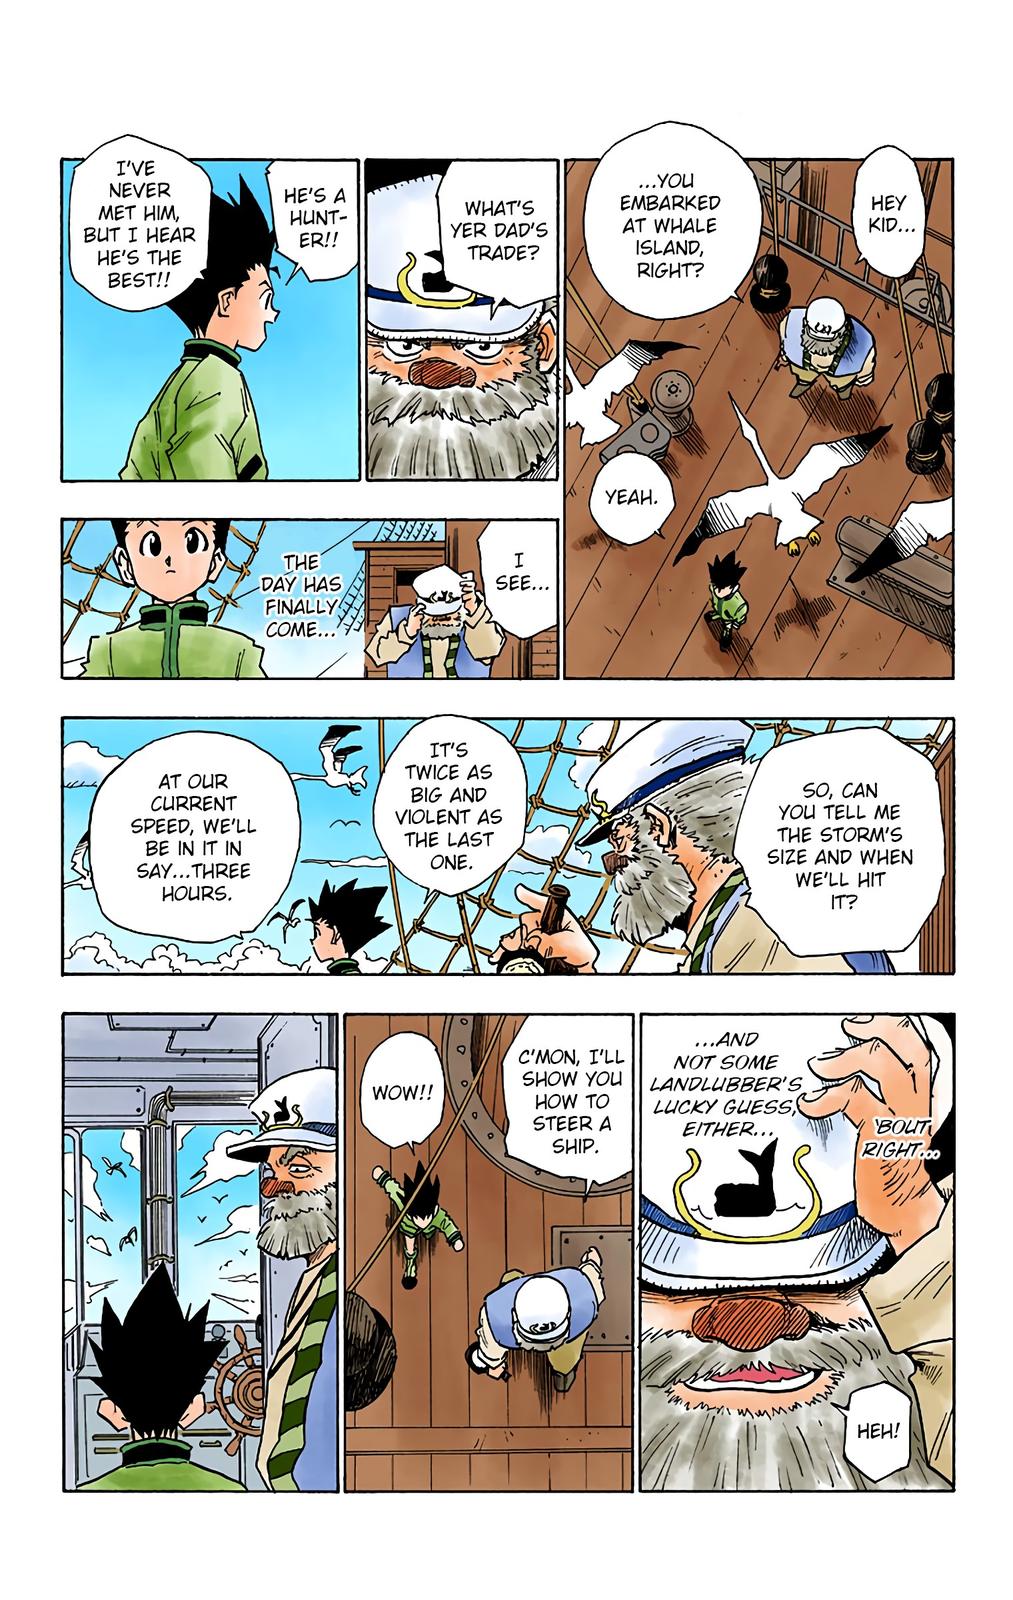 HEY
KID...
...YOU
EMBARKED
AT WHALE
ISLAND,
RIGHT?
YEAH.
WHAT'S
YER DAD'S
TRADE?
HE'S A
HUNT-
ER!!
I'VE
NEVER
MET HIM,
BUT I HEAR
HE'S THE
BEST!!
I
SEE...
THE
DAY HAS
FINALLY
COME...
SO, CAN
YOU TELL ME
THE STORM'S
SIZE AND WHEN
WE'LL HIT
IT?
IT'S
TWICE AS
BIG AND
VIOLENT AS
THE LAST
ONE.
AT OUR
CURRENT
SPEED, WE'LL
BE IN IT IN
SAY...THREE
HOURS.
'BOUT
RIGHT...
...AND
NOT SOME
LANDLUBBER'S
LUCKY GUESS,
EITHER...
HEH!
C'MON, I'LL
SHOW YOU
HOW TO
STEER A
SHIP.
WOW!!